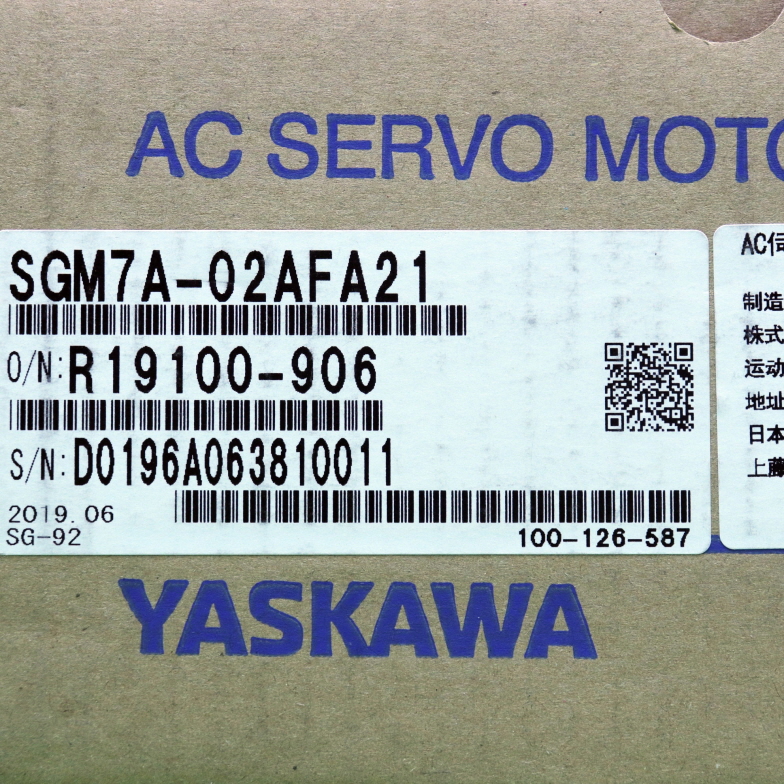 AC SERVO MOTO
SGM7A-02AFA21
O/N:R19100-906
S/N:D0196A063810011
2019.06
SG-92
100-126-587
AC伺
制造
株式
运动
地址
日本
上藤
YASKAWA